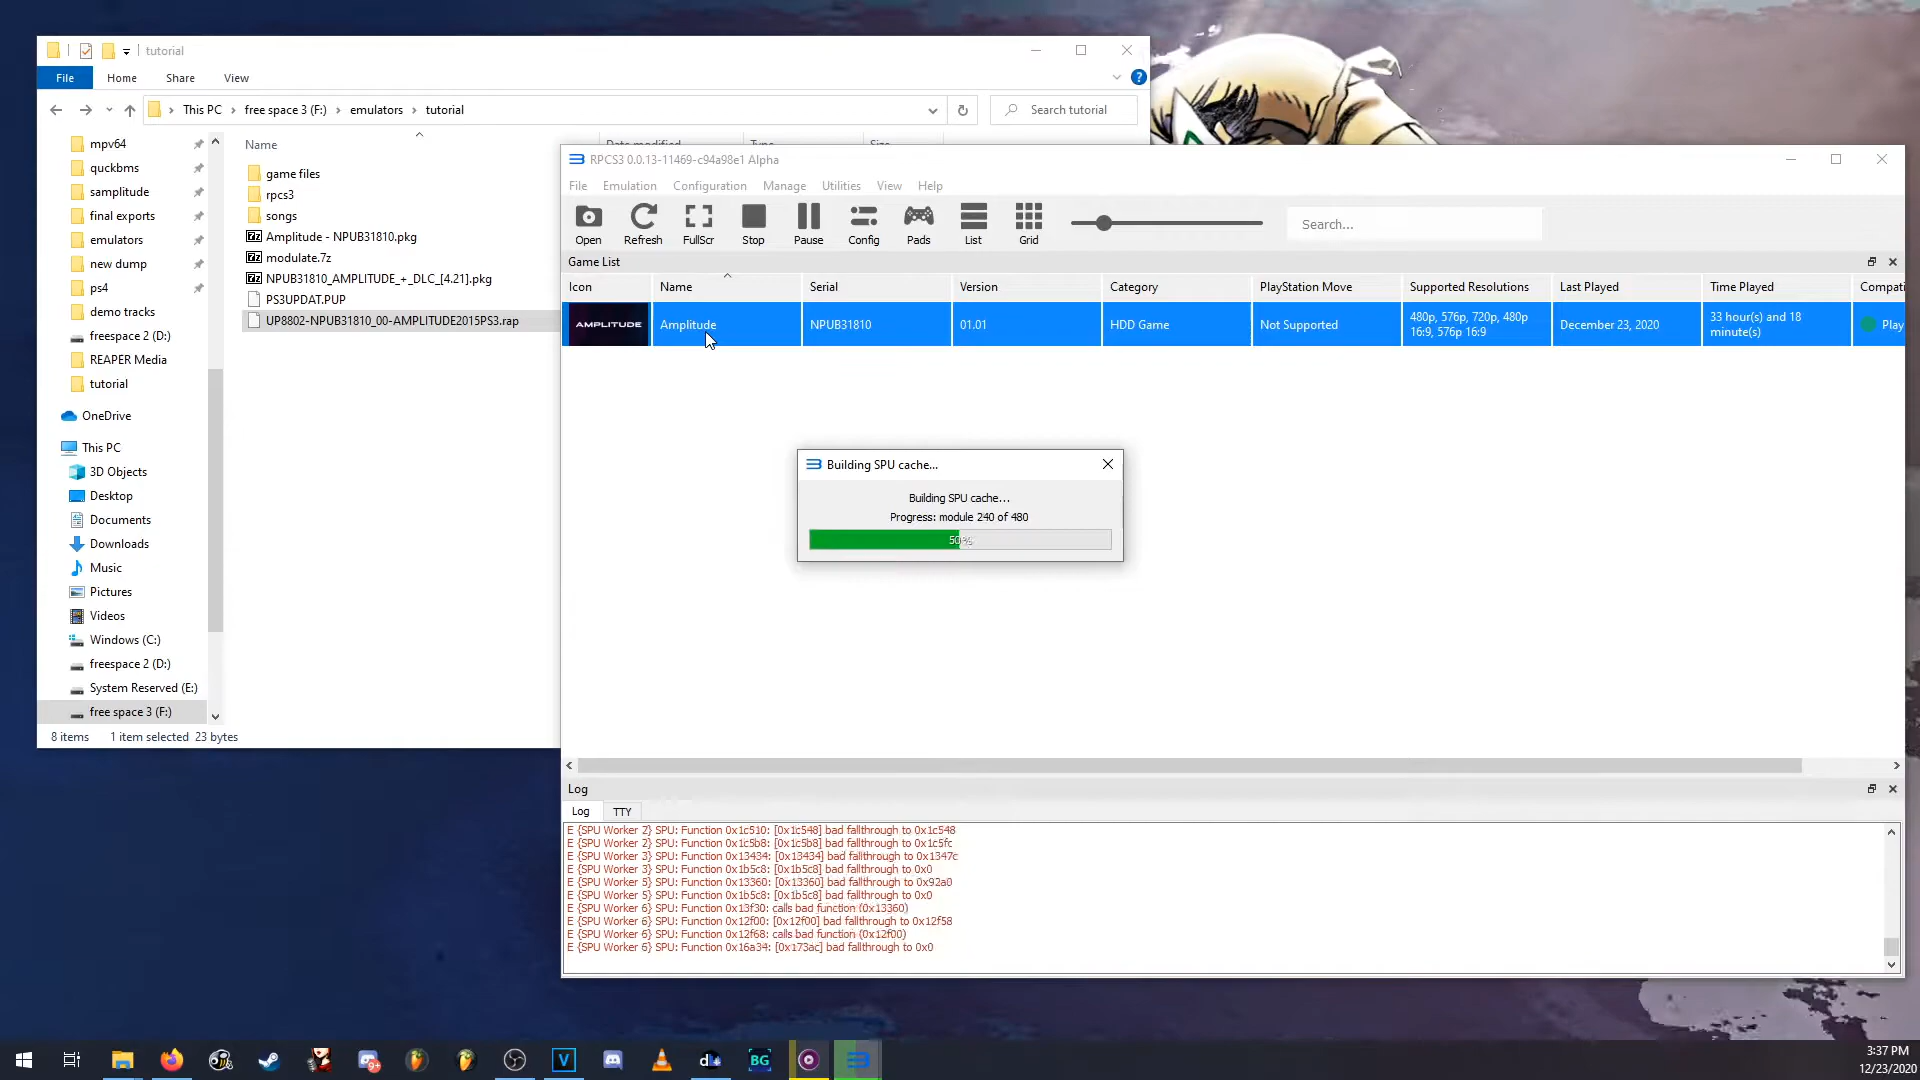 tutorial
File
Home
Share
View
This PC
free space 3 (F:)
emulators
tutorial
Search tutorial
mpv64
quckbms
samplitude
final exports
emulators
new dump
ps4
demo tracks
freespace 2 (D:)
REAPER Media
tutorial
OneDrive
This PC
3D Objects
Desktop
Documents
Downloads
Music
Pictures
Videos
Windows (C:)
freespace 2 (D:)
System Reserved (E:)
free space 3 (F:)
Name
Date modified
Type
Size
game files
rpcs3
songs
Amplitude - NPUB31810.pkg
modulate.7z
NPUB31810_AMPLITUDE_+_DLC_[4.21].pkg
PS3UPDAT.PUP
UP8802-NPUB31810_00-AMPLITUDE2015PS3.rap
8 items
1 item selected 23 bytes
RPCS3 0.0.13-11469-c94a98e1 Alpha
File
Emulation
Configuration
Manage
Utilities
View
Help
Open
Refresh
FullScr
Stop
Pause
Config
Pads
List
Grid
Search...
Game List
Icon
Name
Serial
Version
Category
PlayStation Move
Supported Resolutions
Last Played
Time Played
Compati
AMPLITUDE
Amplitude
NPUB31810
01.01
HDD Game
Not Supported
480p, 576p, 720p, 480p
16:9, 576p 16:9
December 23, 2020
33 hour(s) and 18
minute(s)
Play
Building SPU cache...
Building SPU cache...
Progress: module 240 of 480
50%
Log
Log
TTY
E {SPU Worker 2} SPU: Function 0x1c510: [0x1c548] bad fallthrough to 0x1c548
E {SPU Worker 2} SPU: Function 0x1c5b8: [0x1c5b8] bad fallthrough to 0x1c5fc
E {SPU Worker 3} SPU: Function 0x13434: [0x13434] bad fallthrough to 0x1347c
E {SPU Worker 3} SPU: Function 0x1b5c8: [0x1b5c8] bad fallthrough to 0x0
E {SPU Worker 5} SPU: Function 0x13360: [0x13360] bad fallthrough to 0x92a0
E {SPU Worker 5} SPU: Function 0x1b5c8: [0x1b5c8] bad fallthrough to 0x0
E {SPU Worker 6} SPU: Function 0x13f30: calls bad function (0x13360)
E {SPU Worker 6} SPU: Function 0x12f00: [0x12f00] bad fallthrough to 0x12f58
E {SPU Worker 6} SPU: Function 0x12f68: calls bad function (0x12f00)
E {SPU Worker 6} SPU: Function 0x16a34: [0x173ac] bad fallthrough to 0x0
BG
3:37 PM
12/23/2020